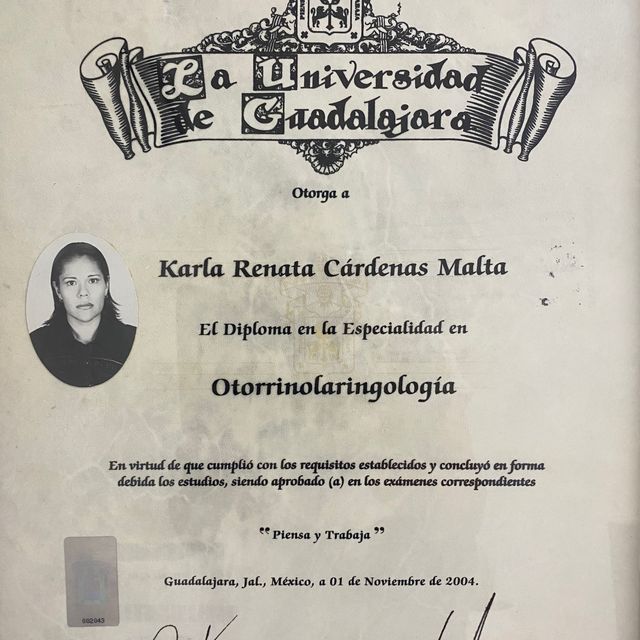 La Universidad
de Guadalajara
Otorga a
Karla Renata Cárdenas Malta
El Diploma en la Especialidad en
Otorrinolaringología
En virtud de que cumplió con los requisitos establecidos y concluyó en forma
debida los estudios, siendo aprobado (a) en los exámenes correspondientes
“ Piensa y Trabaja ”
Guadalajara, Jal., México, a 01 de Noviembre de 2004.